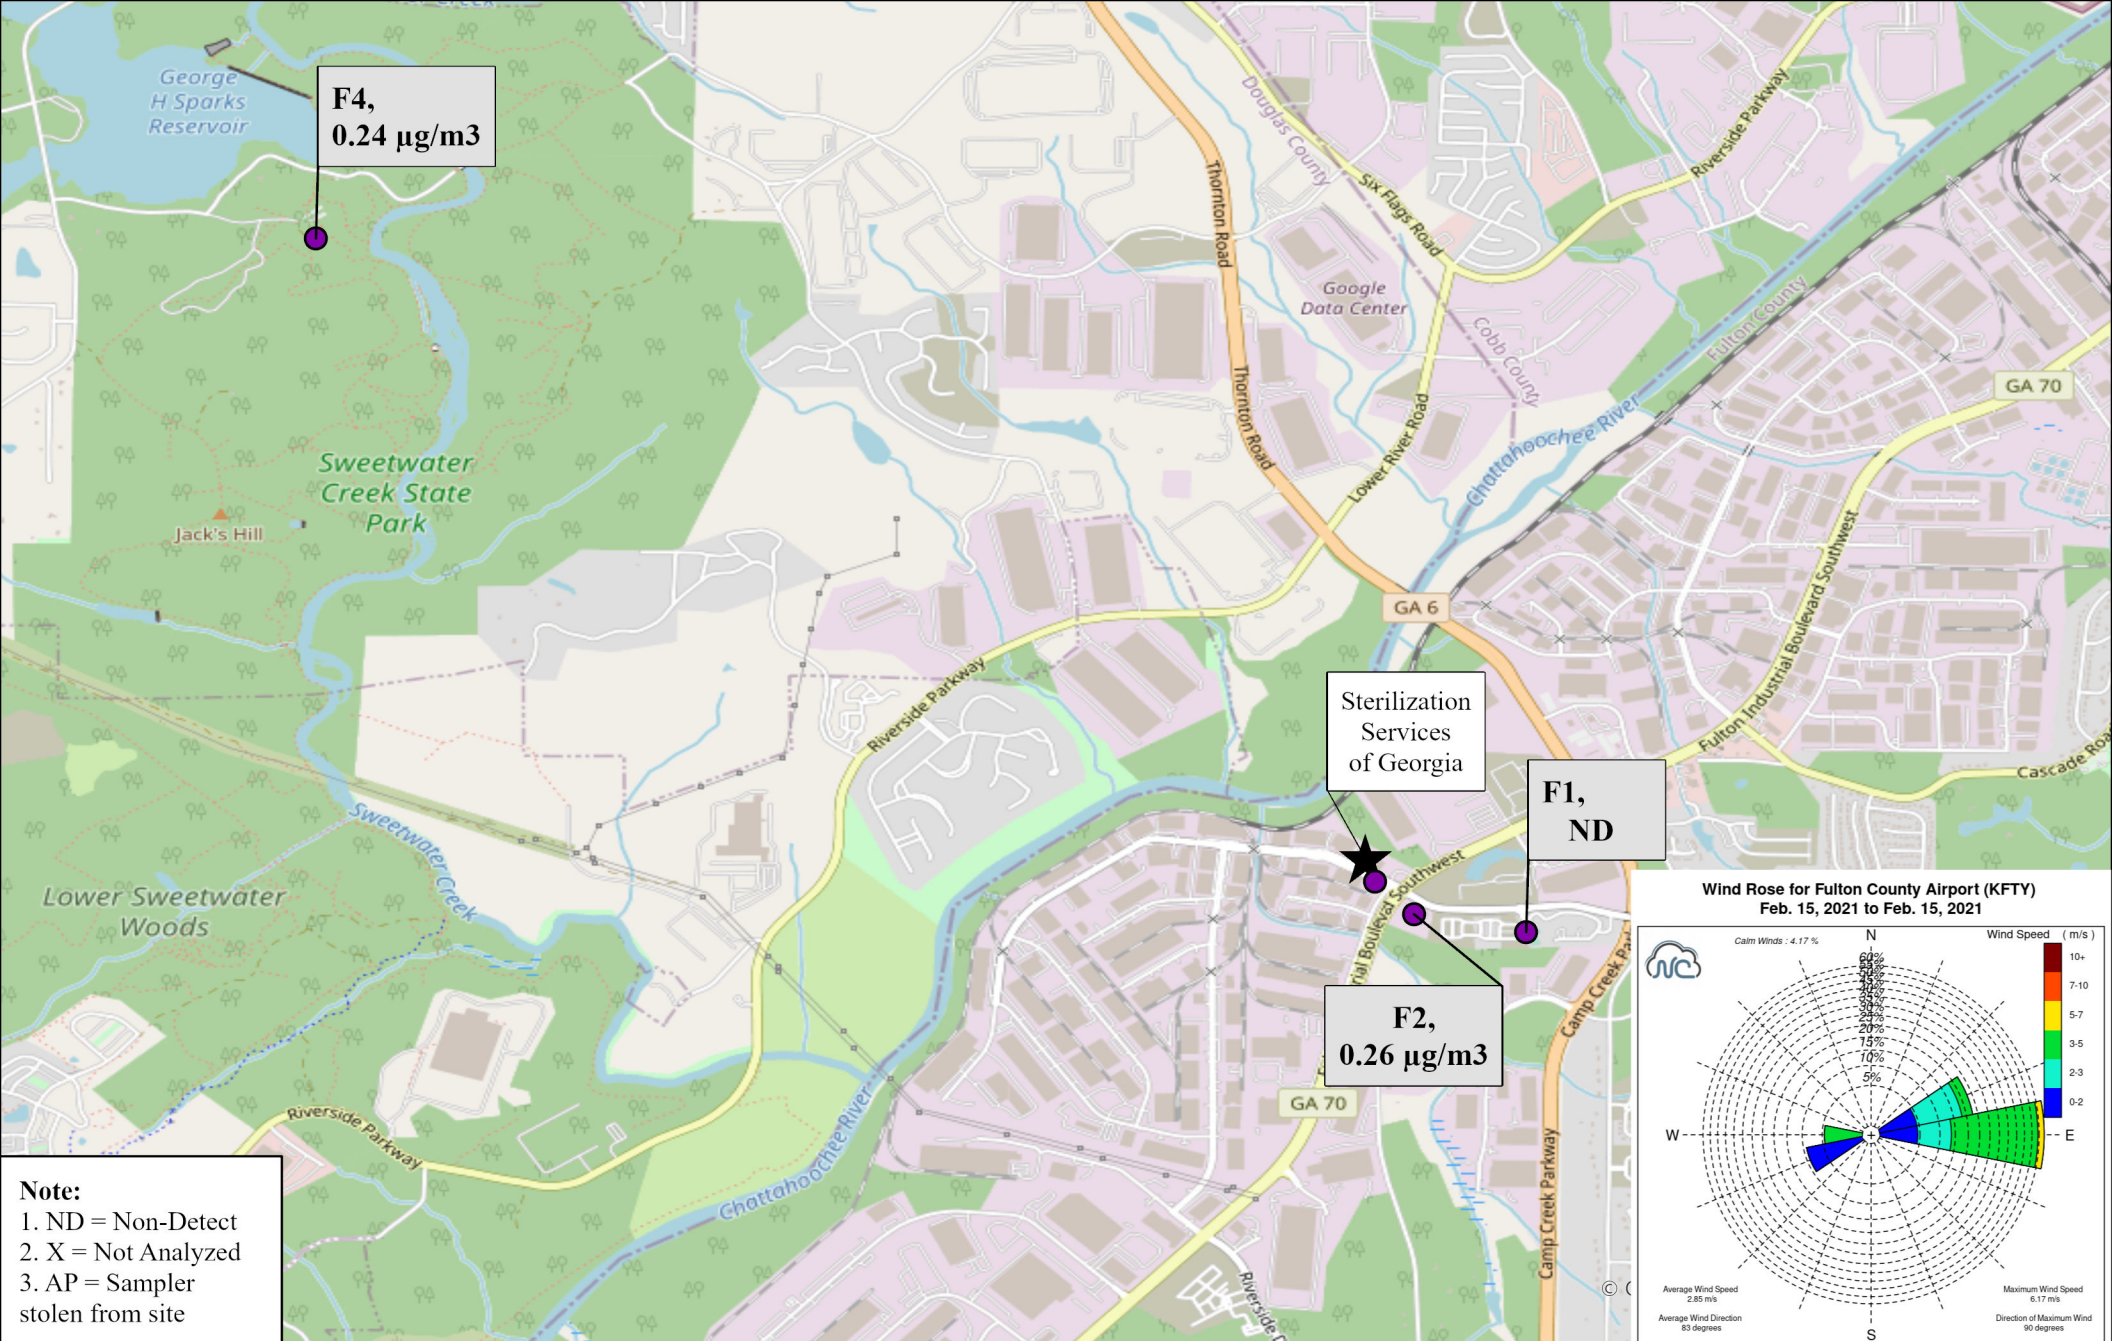 George
H Sparks
Reservoir
F4,
0.24 µg/m3
Douglas County
Six Flags Road
Riverside Parkway
Thornton Road
Google
Data Center
Cobb County
Fulton County
GA 70
Thornton Road
Lower River Road
Chattahoochee River
Sweetwater
Creek State
Park
Jack's Hill
Fulton Industrial Boulevard Southwest
GA 6
Riverside Parkway
Sterilization
Services
of Georgia
Cascade Roa
F1,
ND
Sweetwater Creek
Lower Sweetwater
Woods
rial Boulevard Southwest
Camp Creek Par
F2,
0.26 µg/m3
GA 70
Riverside Parkway
Chattahoochee River
Camp Creek Parkway
Riverside D
©
Note:
1. ND = Non-Detect
2. X = Not Analyzed
3. AP = Sampler
stolen from site
Wind Rose for Fulton County Airport (KFTY)
Feb. 15, 2021 to Feb. 15, 2021
NC
Calm Winds : 4.17 %
N
Wind Speed ( m/s )
10+
7-10
5-7
3-5
2-3
0-2
60%
25%
20%
15%
10%
5%
W
E
S
Average Wind Speed
2.85 m/s
Average Wind Direction
83 degrees
Maximum Wind Speed
6.17 m/s
Direction of Maximum Wind
90 degrees